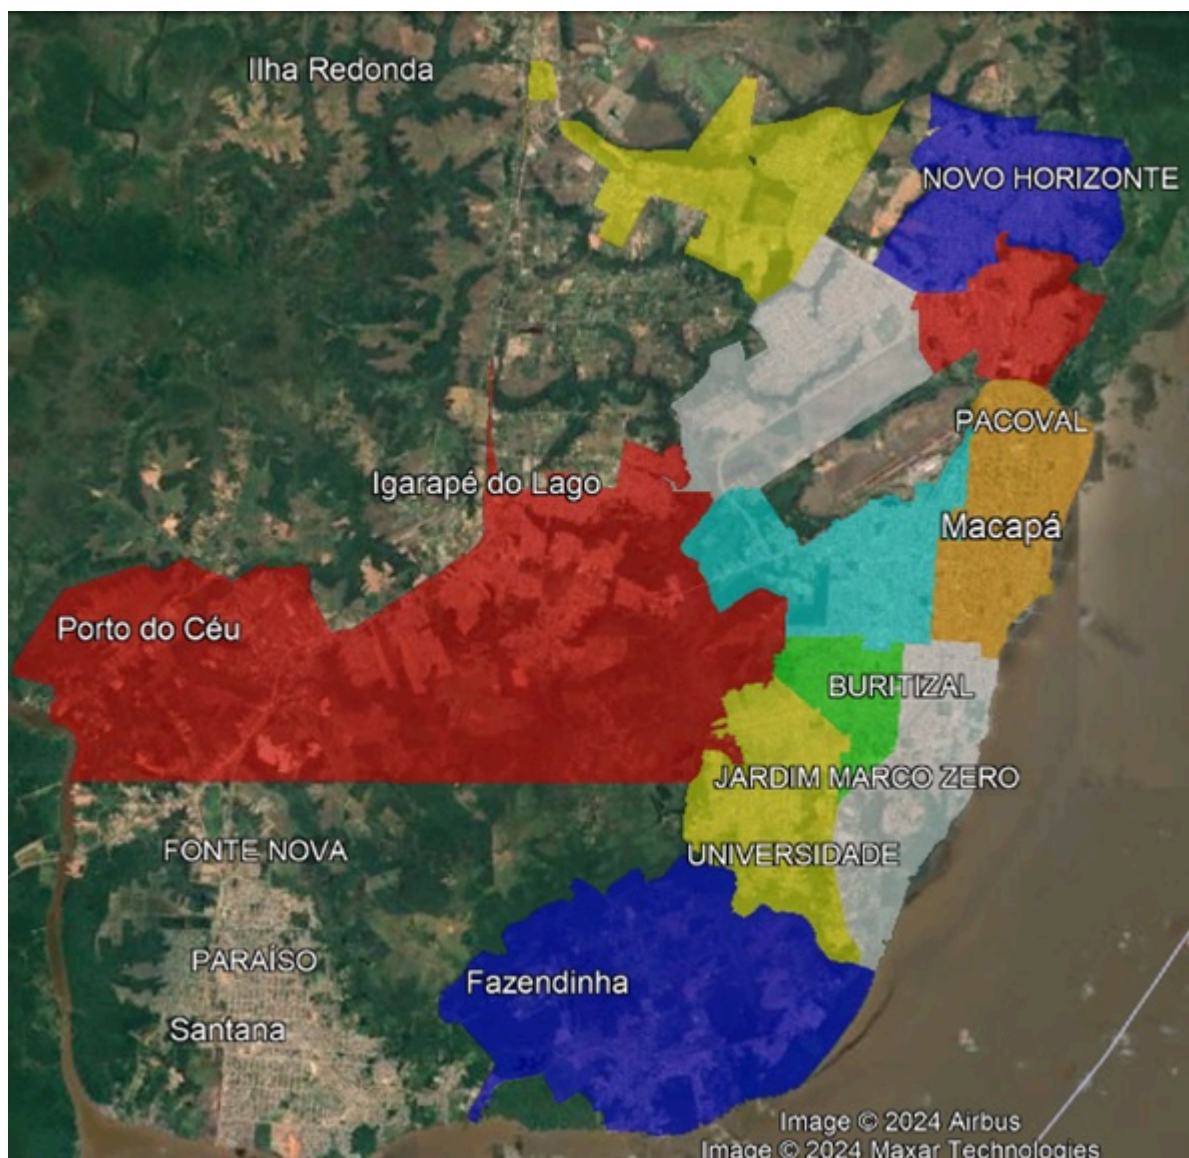 Ilha Redonda
NOVO HORIZONTE
PACOVAL
Igarapé do Lago
Macapá
Porto do Céu
BURITIZAL
JARDIM MARCO ZERO
FONTE NOVA
UNIVERSIDADE
PARAÍSO
Fazendinha
Santana
Image © 2024 Airbus
Image © 2024 Maxar Technologies